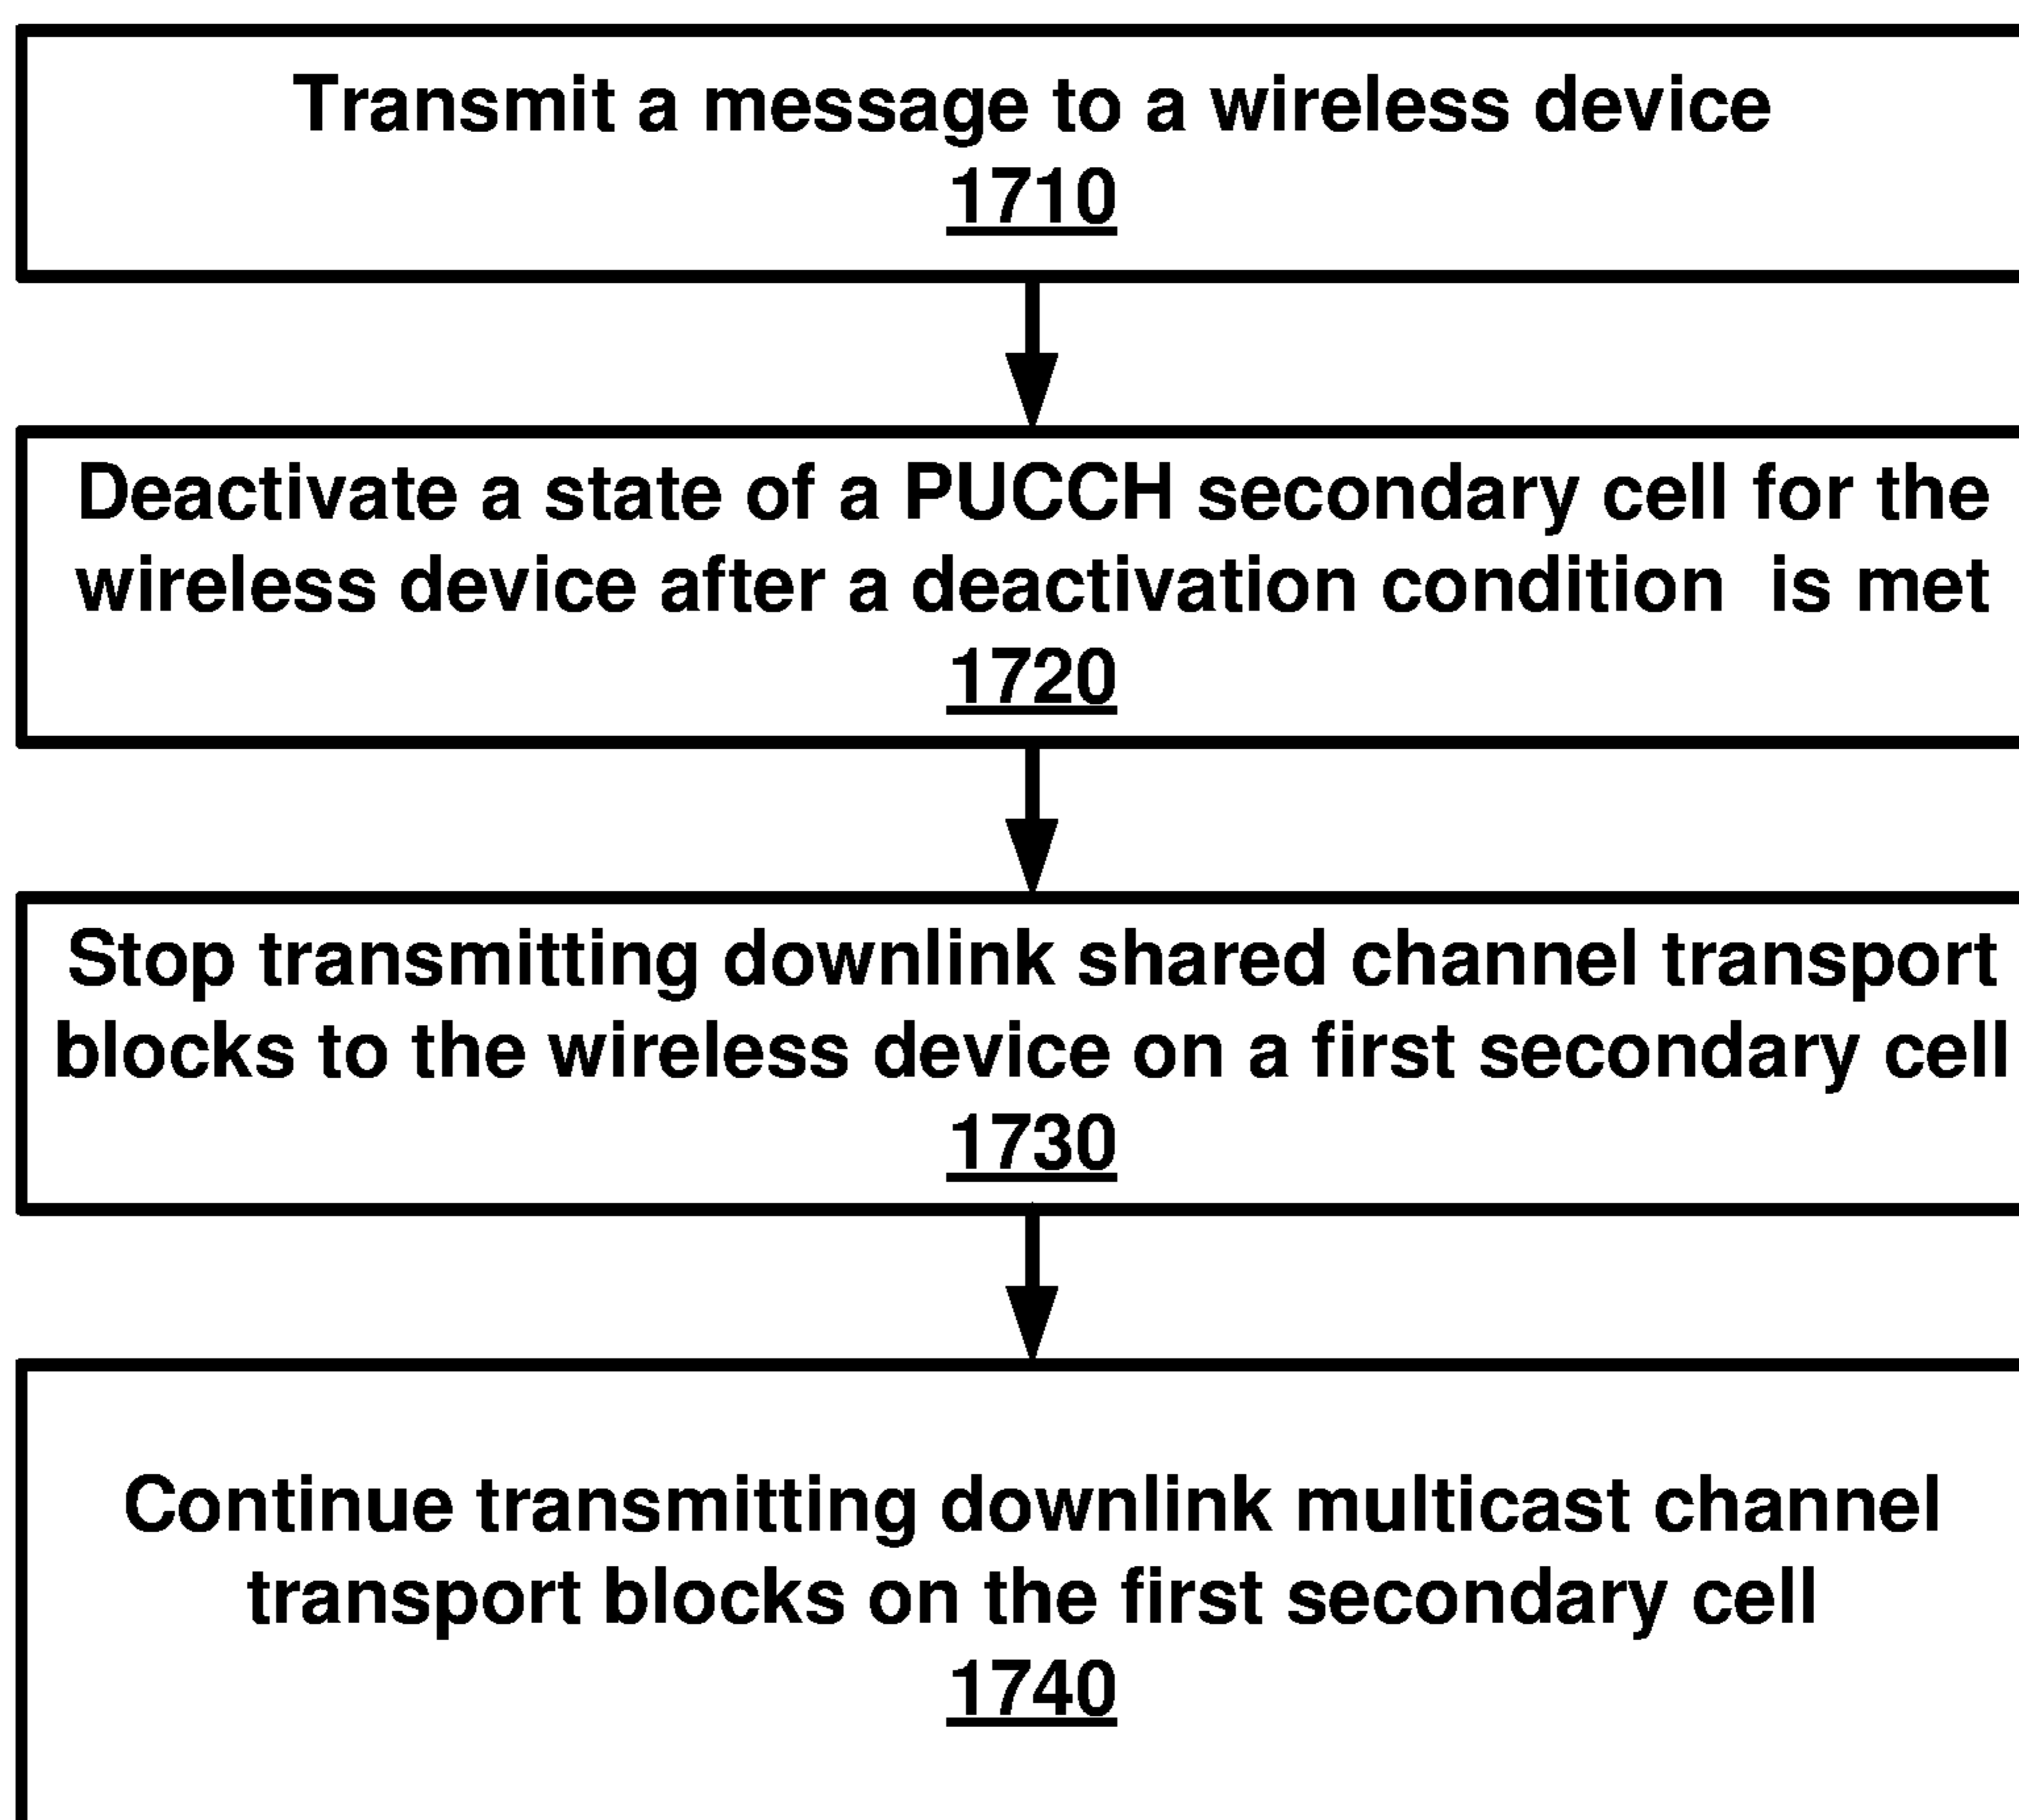 Transmit a message to a wireless device
1710
Deactivate a state of a PUCCH secondary cell for the
wireless device after a deactivation condition is met
1720
Stop transmitting downlink shared channel transport
blocks to the wireless device on a first secondary cell
1730
Continue transmitting downlink multicast channel
transport blocks on the first secondary cell
1740